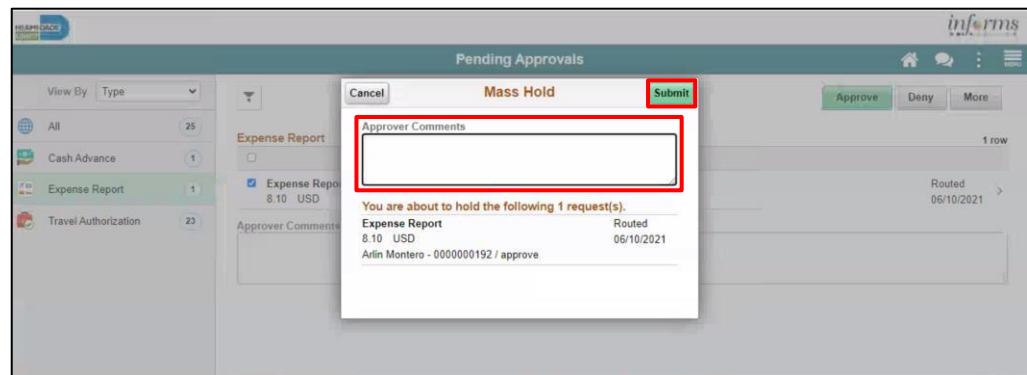 MIAMI-DADE
COUNTY
informs
Pending Approvals
View By Type
All 25
Cash Advance 1
Expense Report 1
Travel Authorization 23
Approve Deny More
Expense Report 1 row
Expense Repo Routed
8.10 USD 06/10/2021
Approver Comments
Cancel Mass Hold Submit
Approver Comments
You are about to hold the following 1 request(s).
Expense Report Routed
8.10 USD 06/10/2021
Arlin Montero - 0000000192 / approve